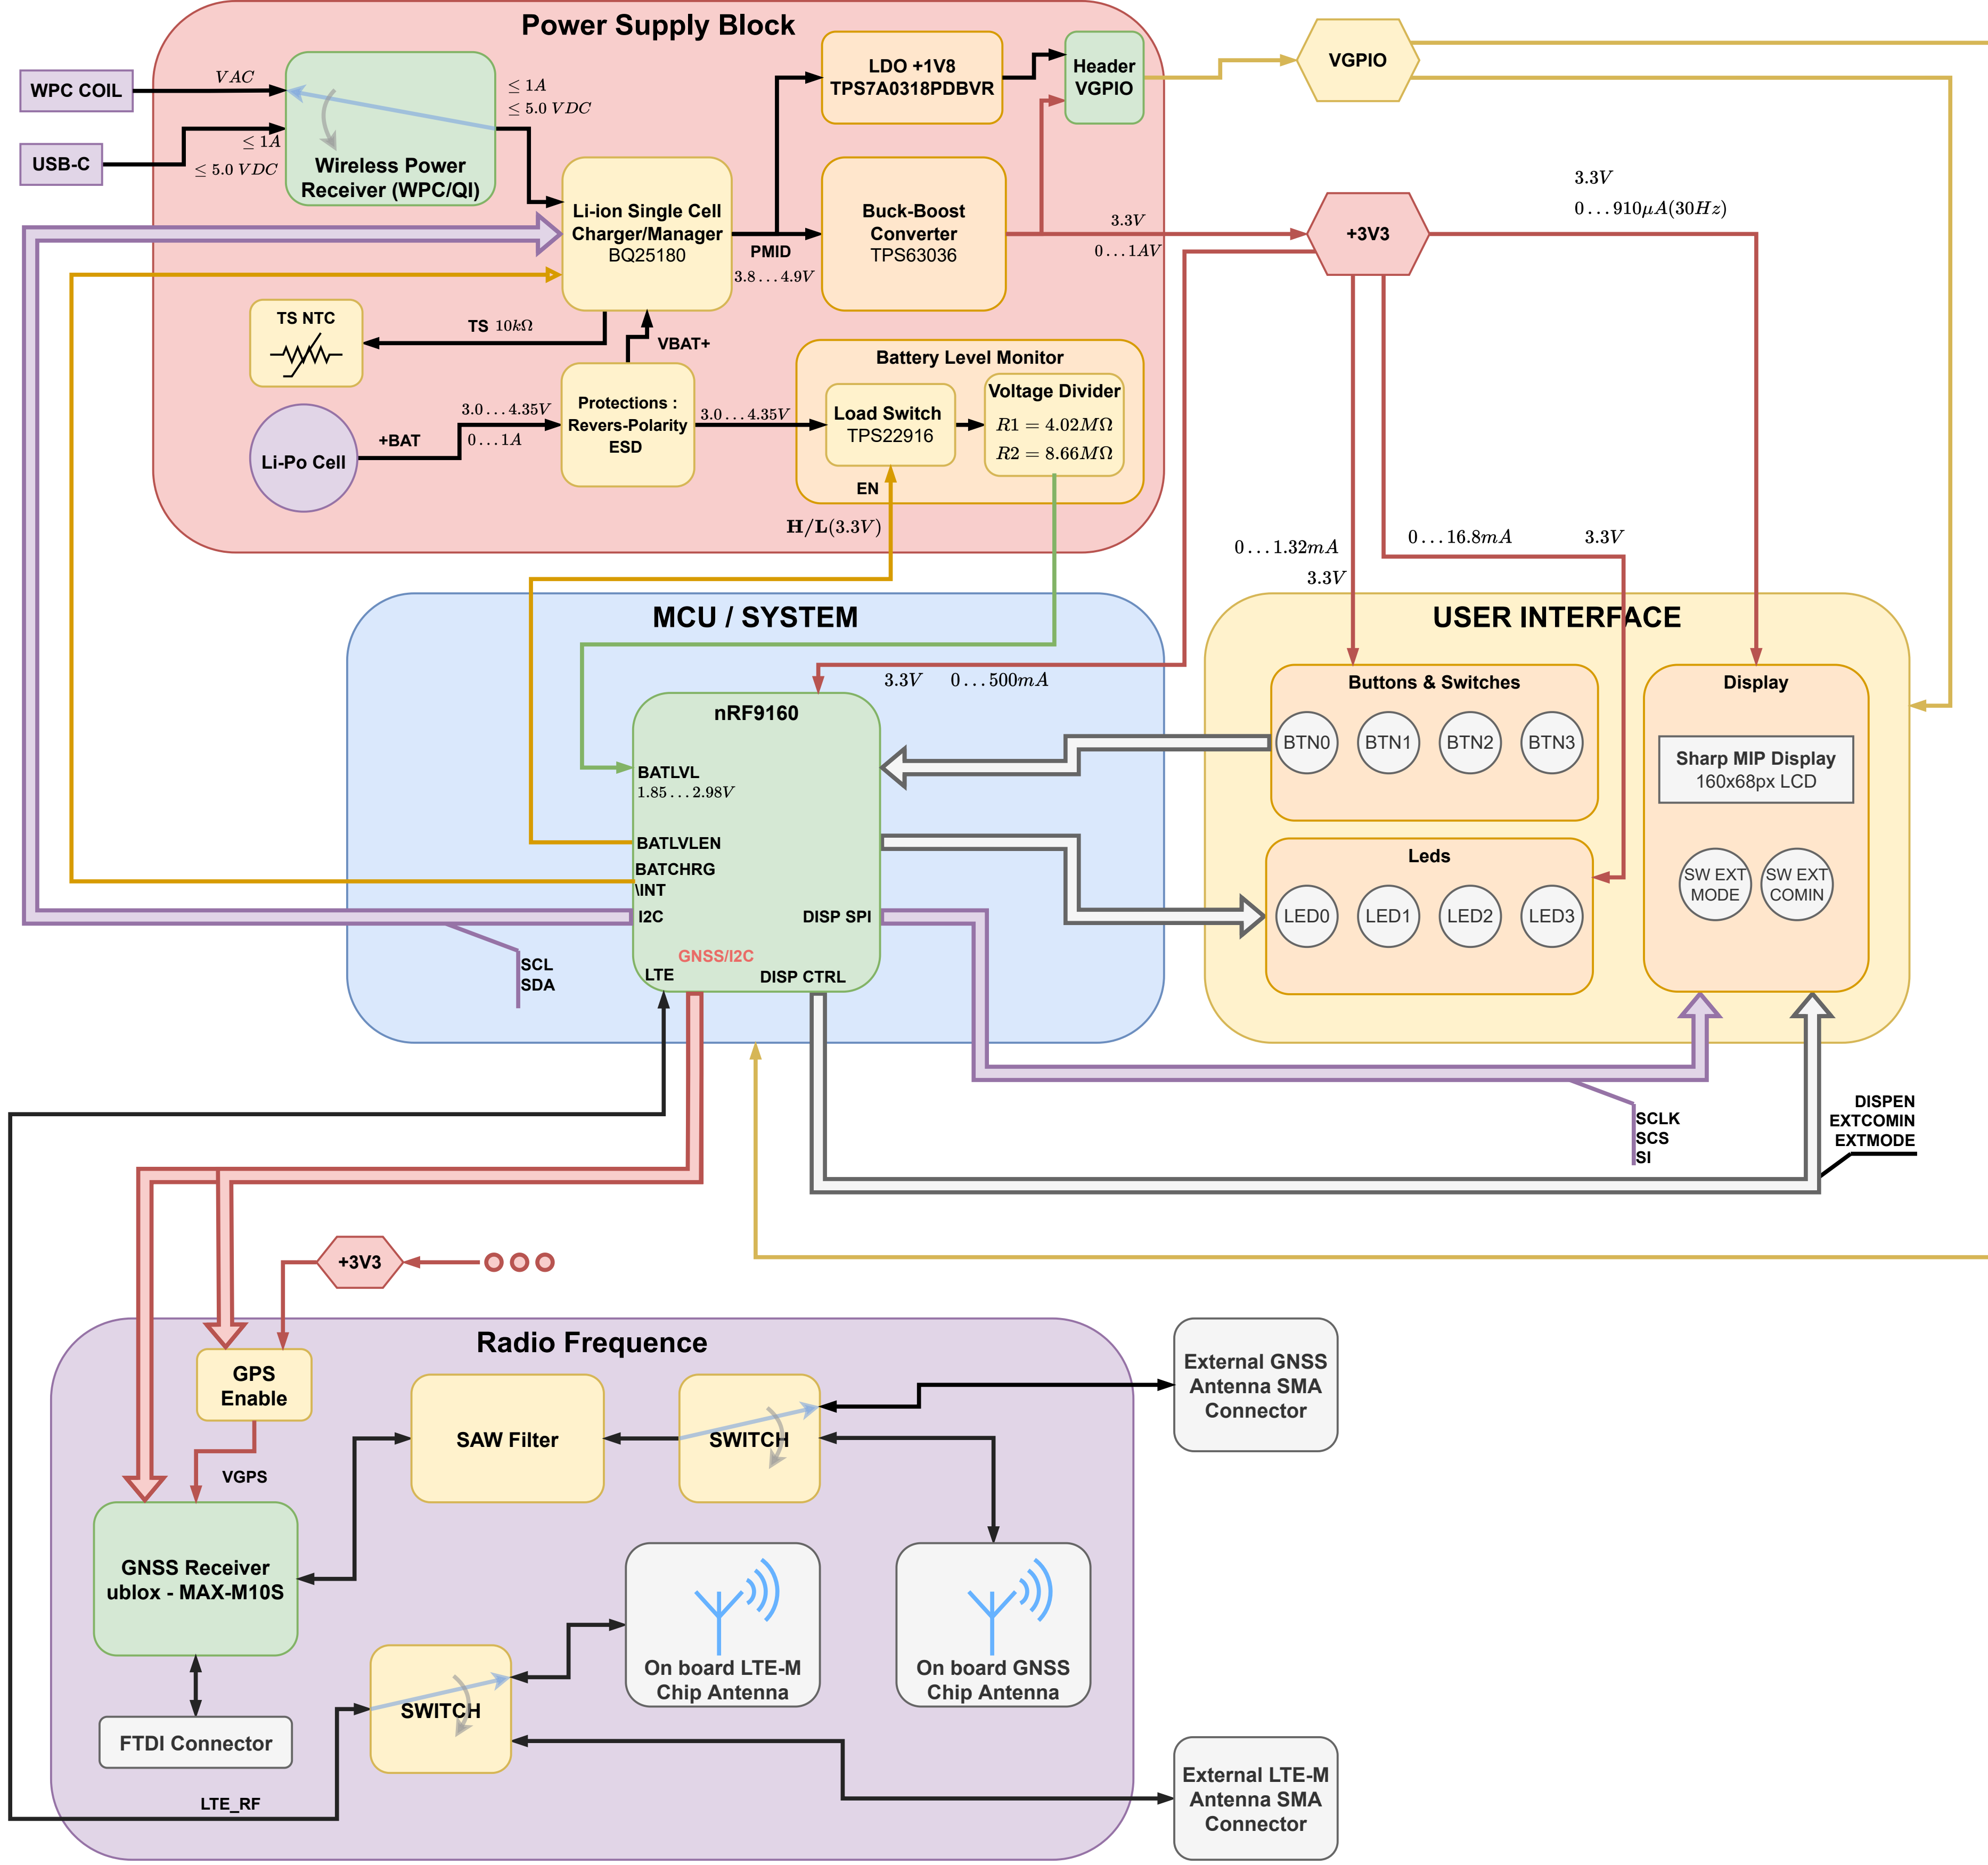 Power Supply Block
WPC COIL
VAC
≤ 1A
≤ 5.0 VDC
USB-C
≤ 1A
≤ 5.0 VDC
Wireless Power
Receiver (WPC/QI)
LDO +1V8
TPS7A0318PDBVR
Header
VGPIO
VGPIO
Li-ion Single Cell
Charger/Manager
BQ25180
PMID
3.8...4.9V
Buck-Boost
Converter
TPS63036
3.3V
0...1AV
+3V3
3.3V
0...910μA(30Hz)
TS NTC
TS 10kΩ
VBAT+
Li-Po Cell
+BAT
3.0...4.35V
0...1A
Protections :
Revers-Polarity
ESD
3.0...4.35V
Battery Level Monitor
Load Switch
TPS22916
Voltage Divider
R1 = 4.02MΩ
R2 = 8.66MΩ
EN
H/L(3.3V)
0...1.32mA
3.3V
0...16.8mA
3.3V
MCU / SYSTEM
3.3V 0...500mA
nRF9160
BATLVL
1.85...2.98V
BATLVLEN
BATCHRG
\INT
I2C
DISP SPI
GNSS/I2C
LTE
DISP CTRL
SCL
SDA
USER INTERFACE
Buttons & Switches
BTN0
BTN1
BTN2
BTN3
Leds
LED0
LED1
LED2
LED3
Display
Sharp MIP Display
160x68px LCD
SW EXT
MODE
SW EXT
COMIN
SCLK
SCS
SI
DISPEN
EXTCOMIN
EXTMODE
+3V3
Radio Frequence
GPS
Enable
VGPS
SAW Filter
SWITCH
External GNSS
Antenna SMA
Connector
GNSS Receiver
ublox - MAX-M10S
On board LTE-M
Chip Antenna
On board GNSS
Chip Antenna
SWITCH
FTDI Connector
LTE_RF
External LTE-M
Antenna SMA
Connector